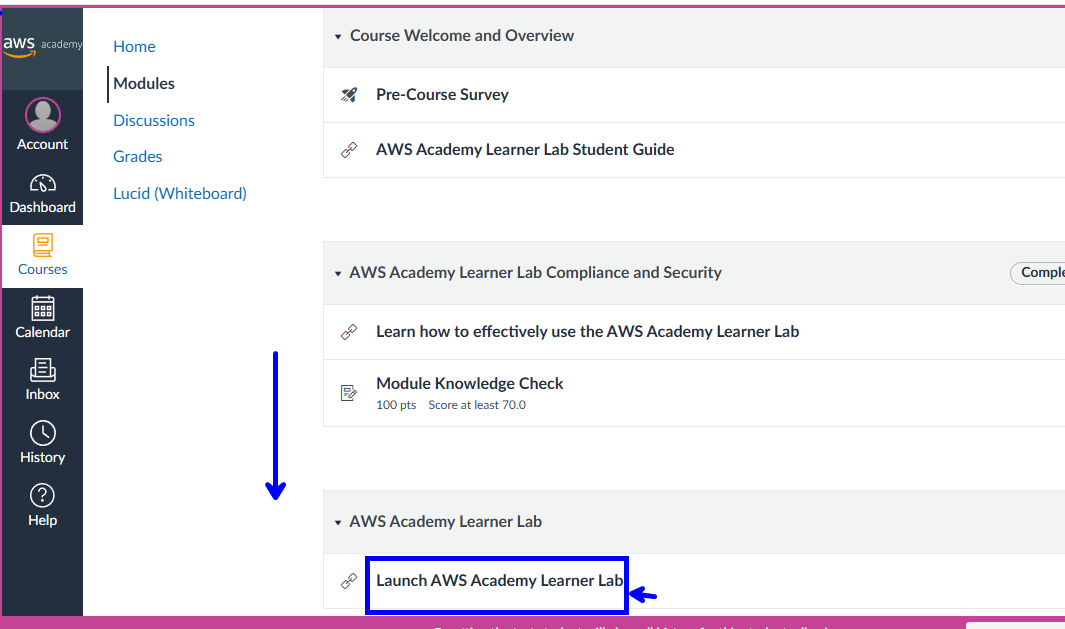 aws academy
Account
Dashboard
Courses
Calendar
Inbox
History
Help
Home
Modules
Discussions
Grades
Lucid (Whiteboard)
Course Welcome and Overview
Pre-Course Survey
AWS Academy Learner Lab Student Guide
AWS Academy Learner Lab Compliance and Security
Comple
Learn how to effectively use the AWS Academy Learner Lab
Module Knowledge Check
100 pts Score at least 70.0
AWS Academy Learner Lab
Launch AWS Academy Learner Lab